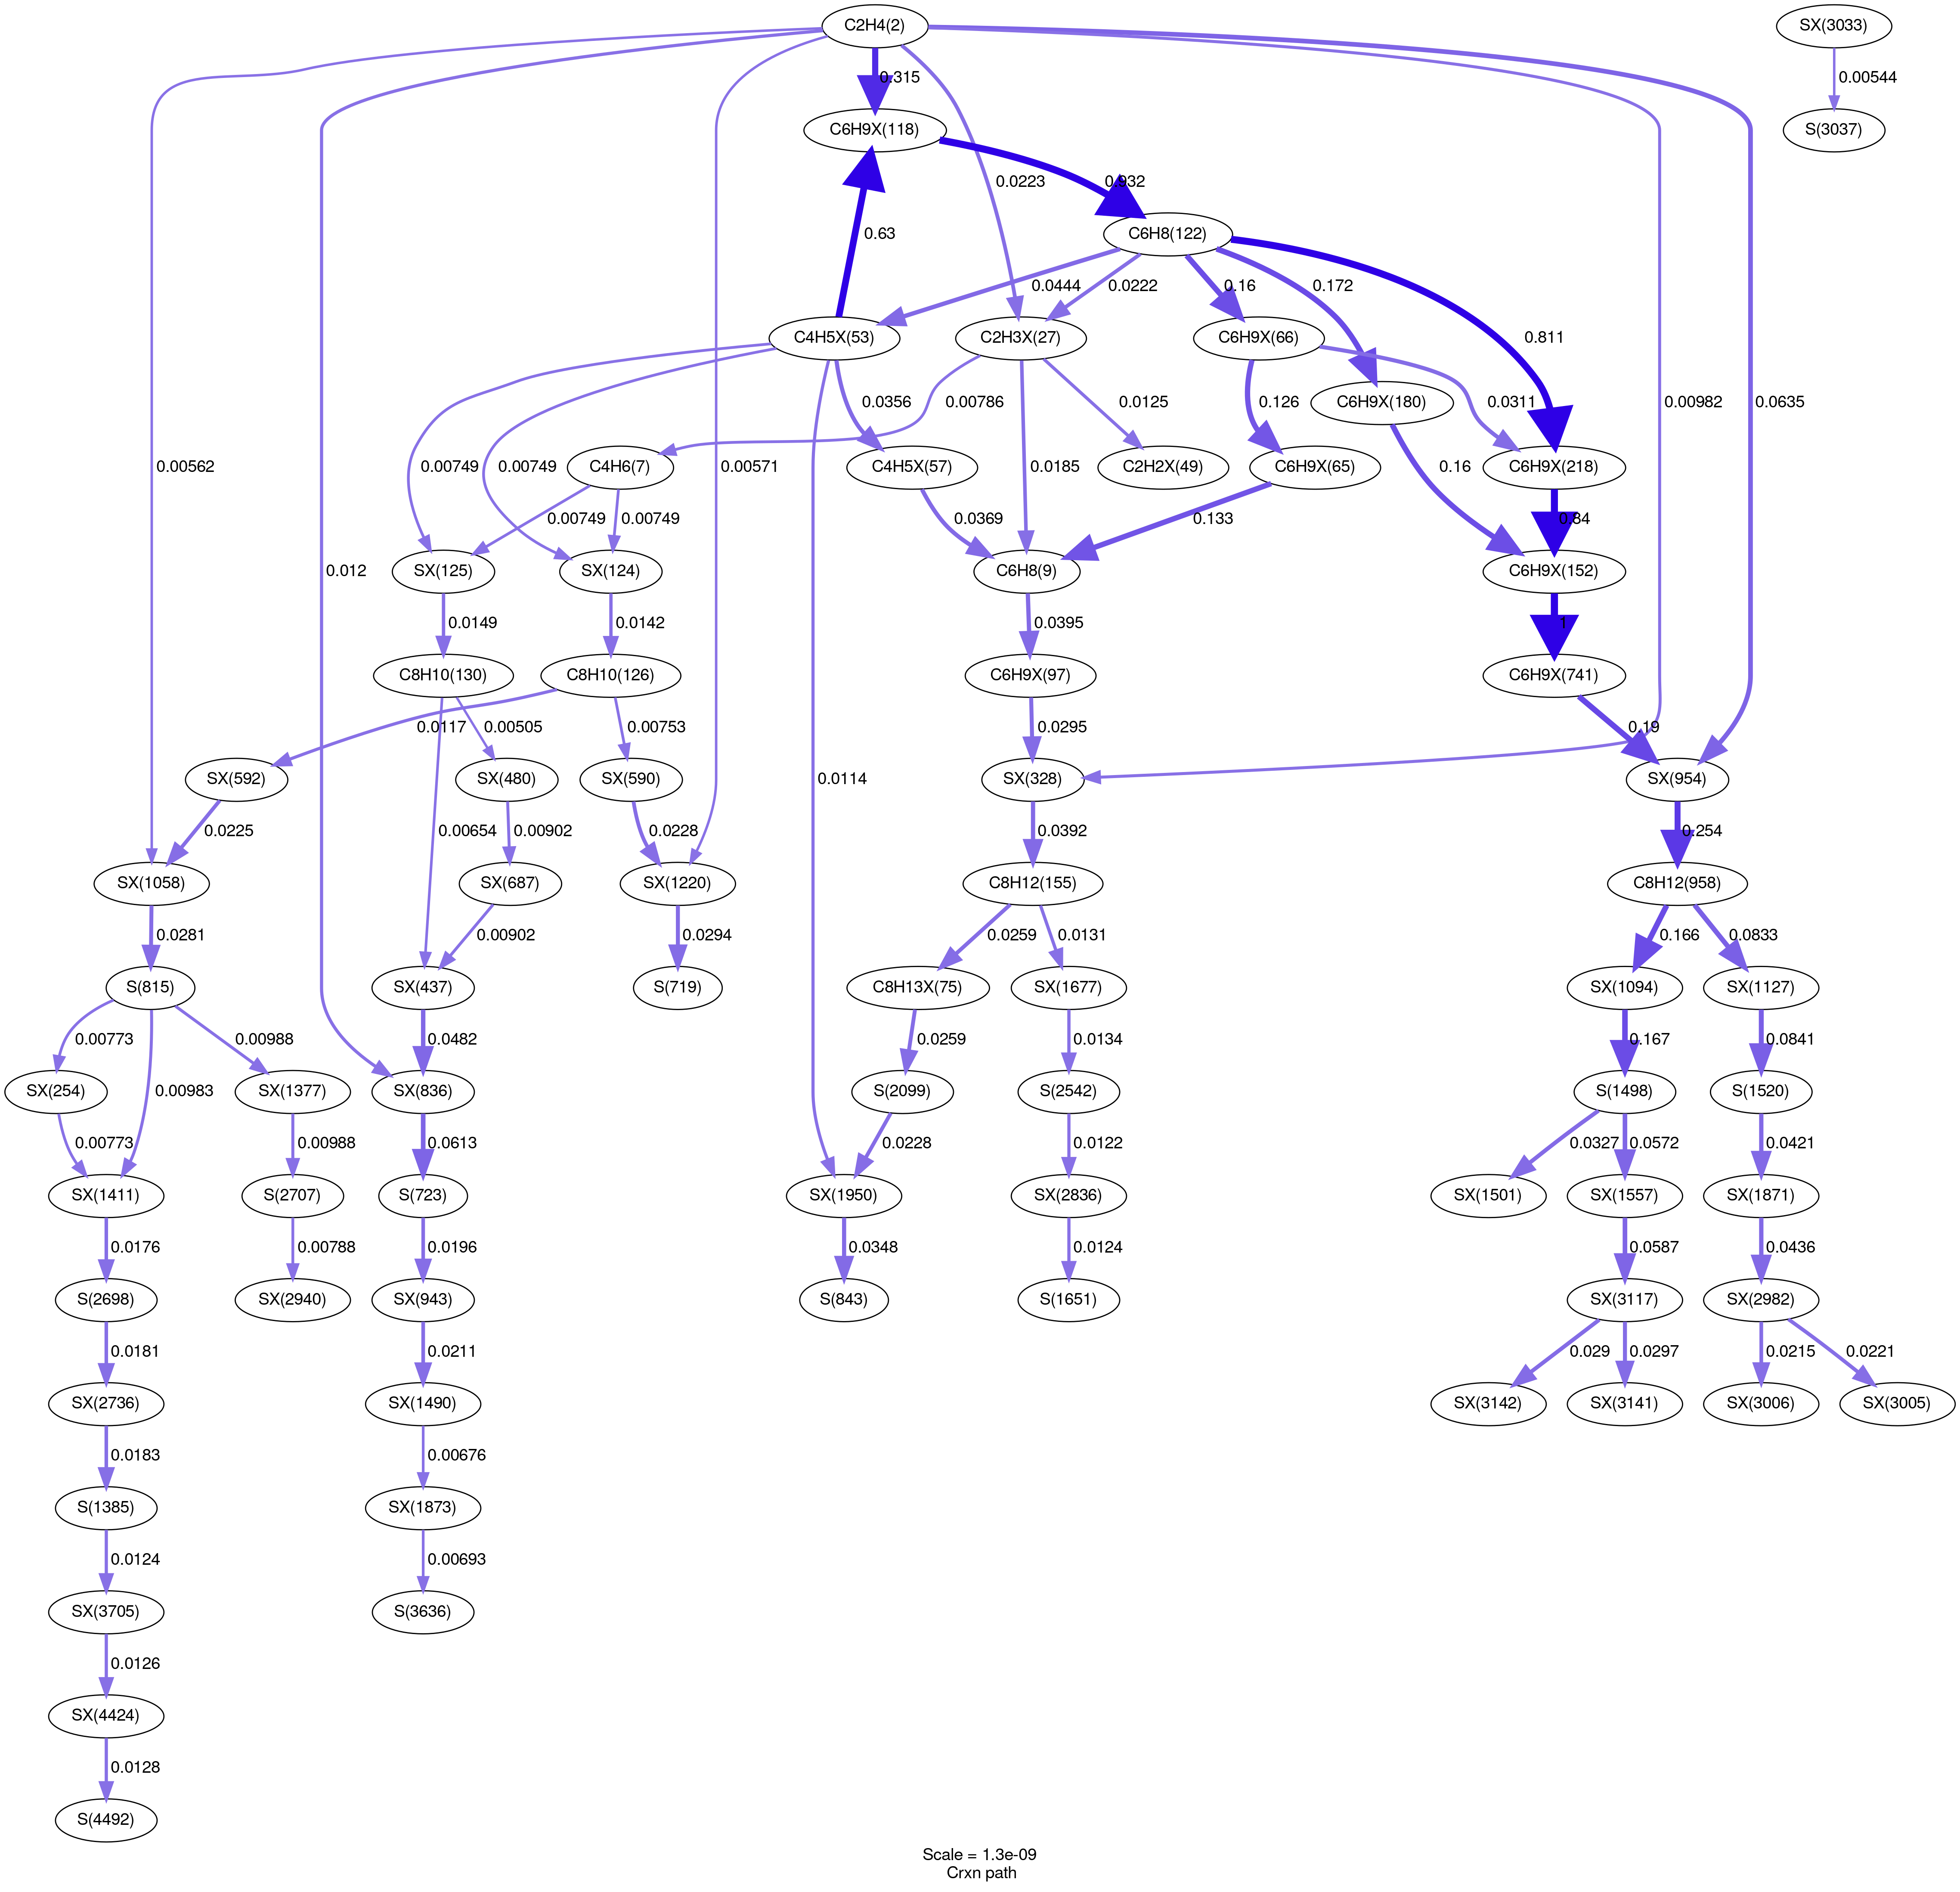 C2H4(2)
SX(3033)
0.315
0.00544
C6H9X(118)
S(3037)
0.0223
0.932
C6H8(122)
0.63
0.0444
0.0222
0.16
0.172
0.811
C4H5X(53)
C2H3X(27)
C6H9X(66)
0.00982
0.0635
C6H9X(180)
0.0356
0.00786
0.0125
0.126
0.0311
0.00562
0.00749
0.00749
C4H6(7)
0.00571
C4H5X(57)
0.0185
C2H2X(49)
C6H9X(65)
0.16
C6H9X(218)
0.00749
0.00749
0.0369
0.133
0.84
0.012
SX(125)
SX(124)
C6H8(9)
C6H9X(152)
0.0149
0.0142
0.0395
1
C8H10(130)
C8H10(126)
C6H9X(97)
C6H9X(741)
0.0117
0.00505
0.00753
0.0295
0.19
SX(592)
SX(480)
SX(590)
0.0114
SX(328)
SX(954)
0.0225
0.00654
0.00902
0.0228
0.0392
0.254
SX(1058)
SX(687)
SX(1220)
C8H12(155)
C8H12(958)
0.0281
0.00902
0.0294
0.0259
0.0131
0.166
0.0833
S(815)
SX(437)
S(719)
C8H13X(75)
SX(1677)
SX(1094)
SX(1127)
0.00773
0.00983
0.00988
0.0482
0.0259
0.0134
0.167
0.0841
SX(254)
SX(1377)
SX(836)
S(2099)
S(2542)
S(1498)
S(1520)
0.00773
0.00988
0.0613
0.0228
0.0122
0.0327
0.0572
0.0421
SX(1411)
S(2707)
S(723)
SX(1950)
SX(2836)
SX(1501)
SX(1557)
SX(1871)
0.0176
0.00788
0.0196
0.0348
0.0124
0.0587
0.0436
S(2698)
SX(2940)
SX(943)
S(843)
S(1651)
SX(3117)
SX(2982)
0.0181
0.0211
0.029
0.0297
0.0215
0.0221
SX(2736)
SX(1490)
SX(3142)
SX(3141)
SX(3006)
SX(3005)
0.0183
0.00676
S(1385)
SX(1873)
0.0124
0.00693
SX(3705)
S(3636)
0.0126
SX(4424)
0.0128
S(4492)
Scale = 1.3e-09
Crxn path